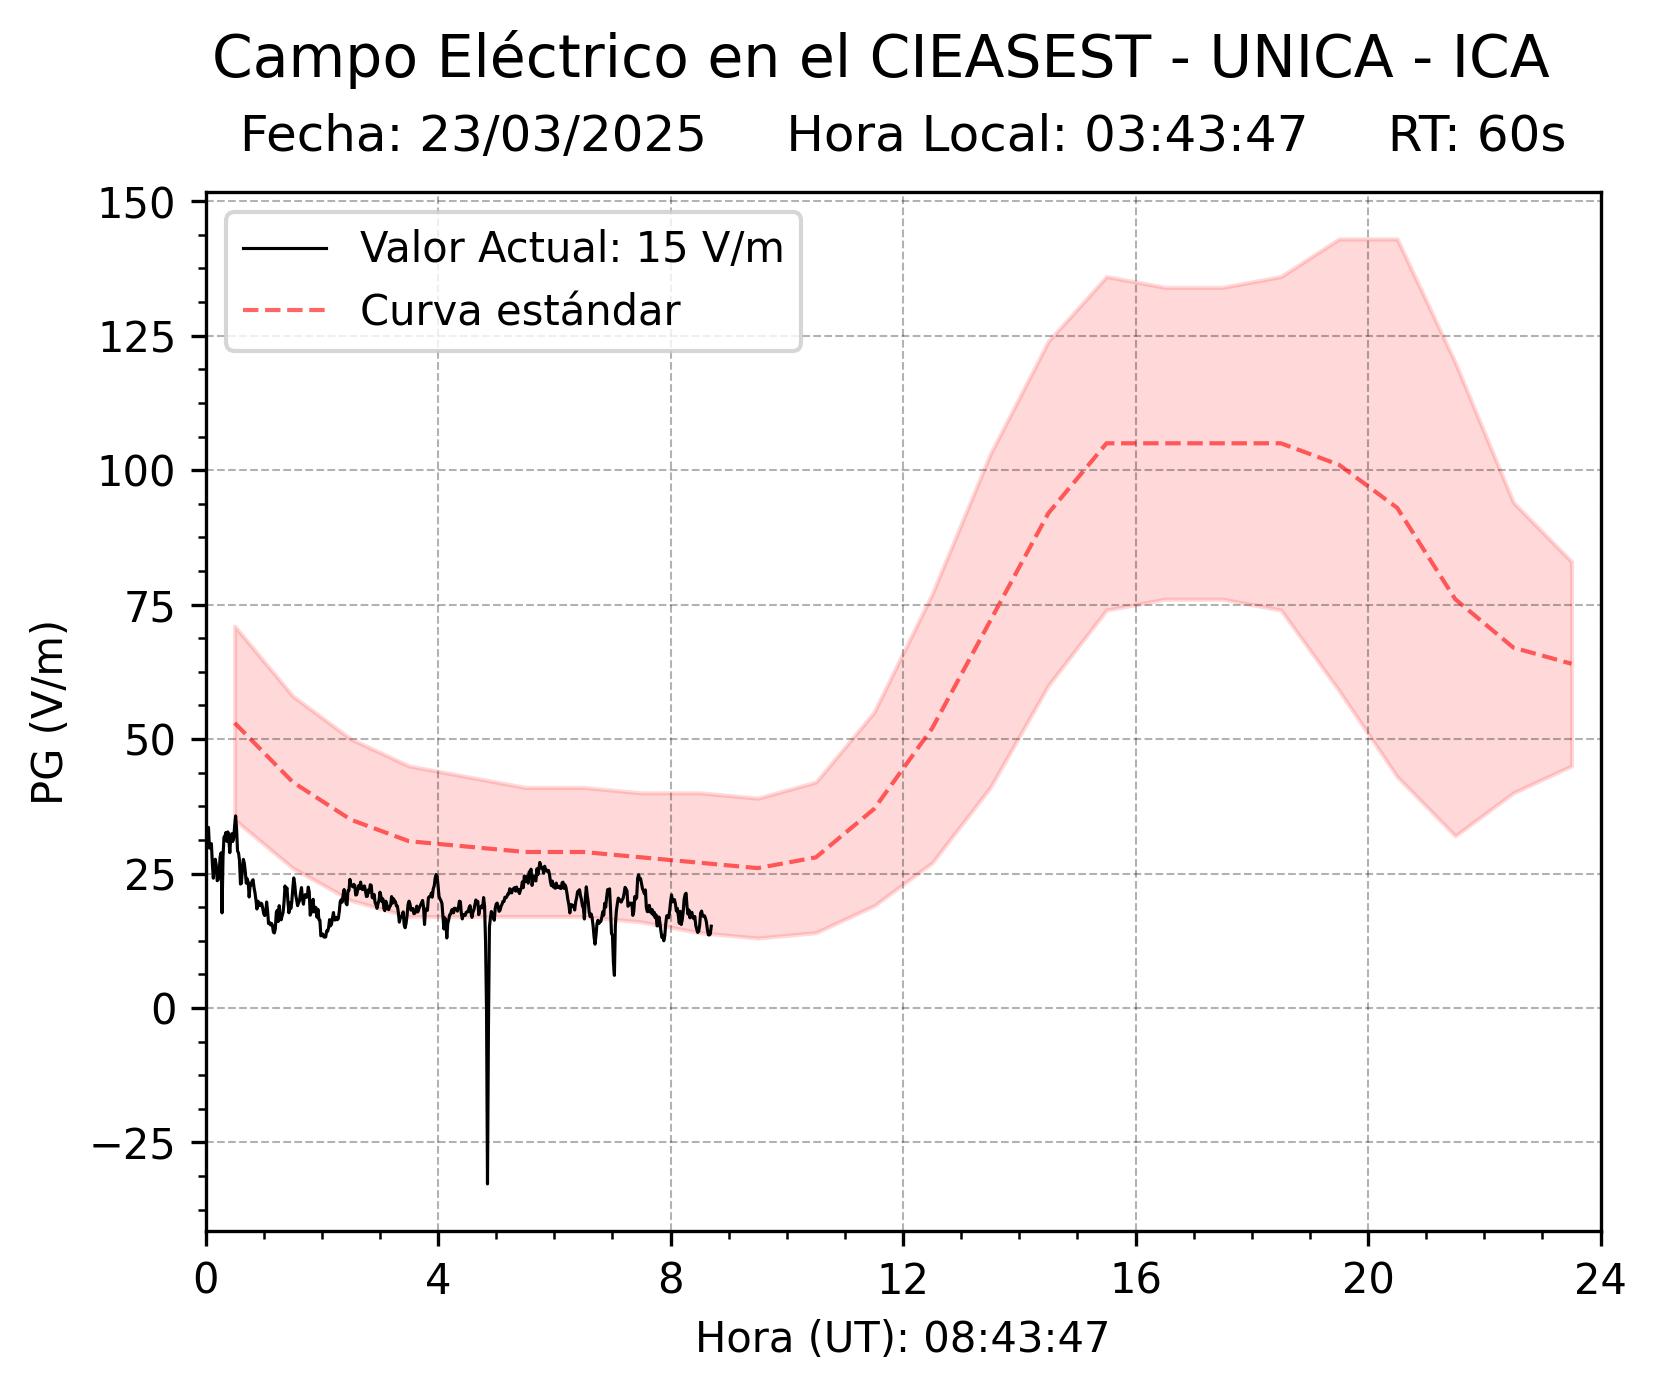 Campo Eléctrico en el CIEASEST - UNICA - ICA
Fecha: 23/03/2025 Hora Local: 03:43:47 RT: 60s
Valor Actual: 15 V/m
Curva estándar
PG (V/m)
150
125
100
75
50
25
0
−25
0 4 8 12 16 20 24
Hora (UT): 08:43:47